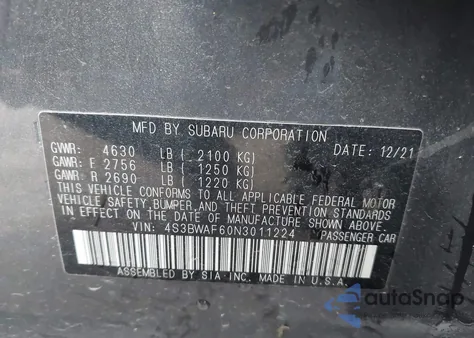 MFD BY SUBARU CORPORATION DATE: 12/21
GVWR: 4630 LB ( 2100 KG)
GAWR: F 2756 LB ( 1250 KG)
GAWR: R 2690 LB ( 1220 KG)
THIS VEHICLE CONFORMS TO ALL APPLICABLE FEDERAL MOTOR
VEHICLE SAFETY, BUMPER, AND THEFT PREVENTION STANDARDS
IN EFFECT ON THE DATE OF MANUFACTURE SHOWN ABOVE.
VIN: 4S3BWAF60N3011224 PASSENGER CAR
ASSEMBLED BY SIA INC. MADE IN U.S.A.
autoSnap